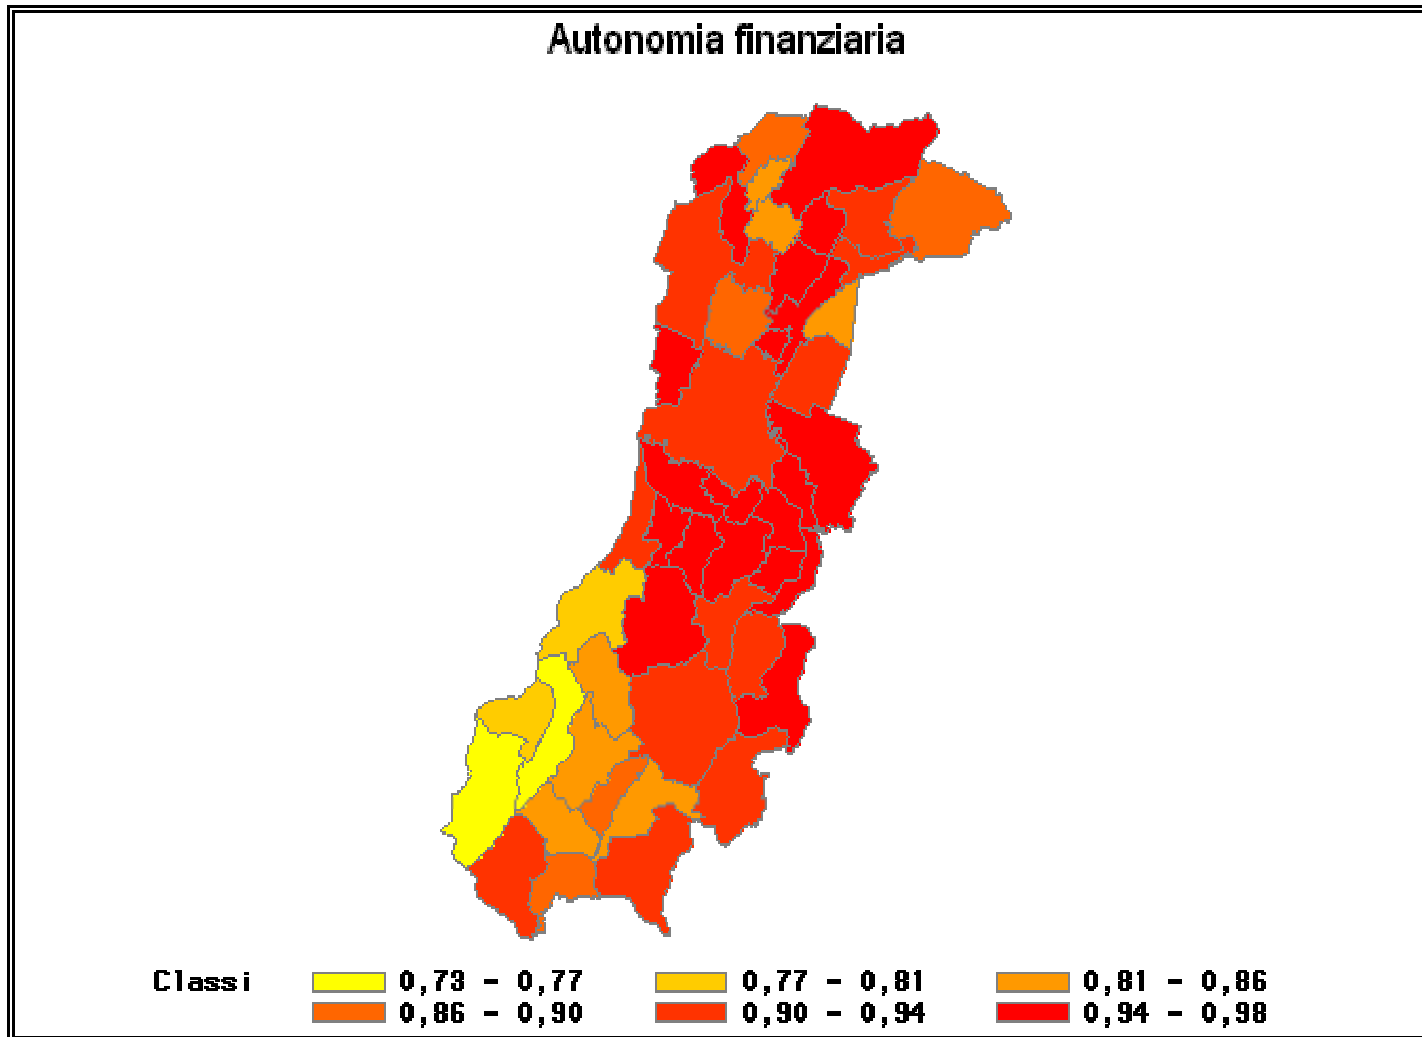 Autonomia finanziaria
Classi 0,73 - 0,77 0,77 - 0,81 0,81 - 0,86
0,86 - 0,90 0,90 - 0,94 0,94 - 0,98